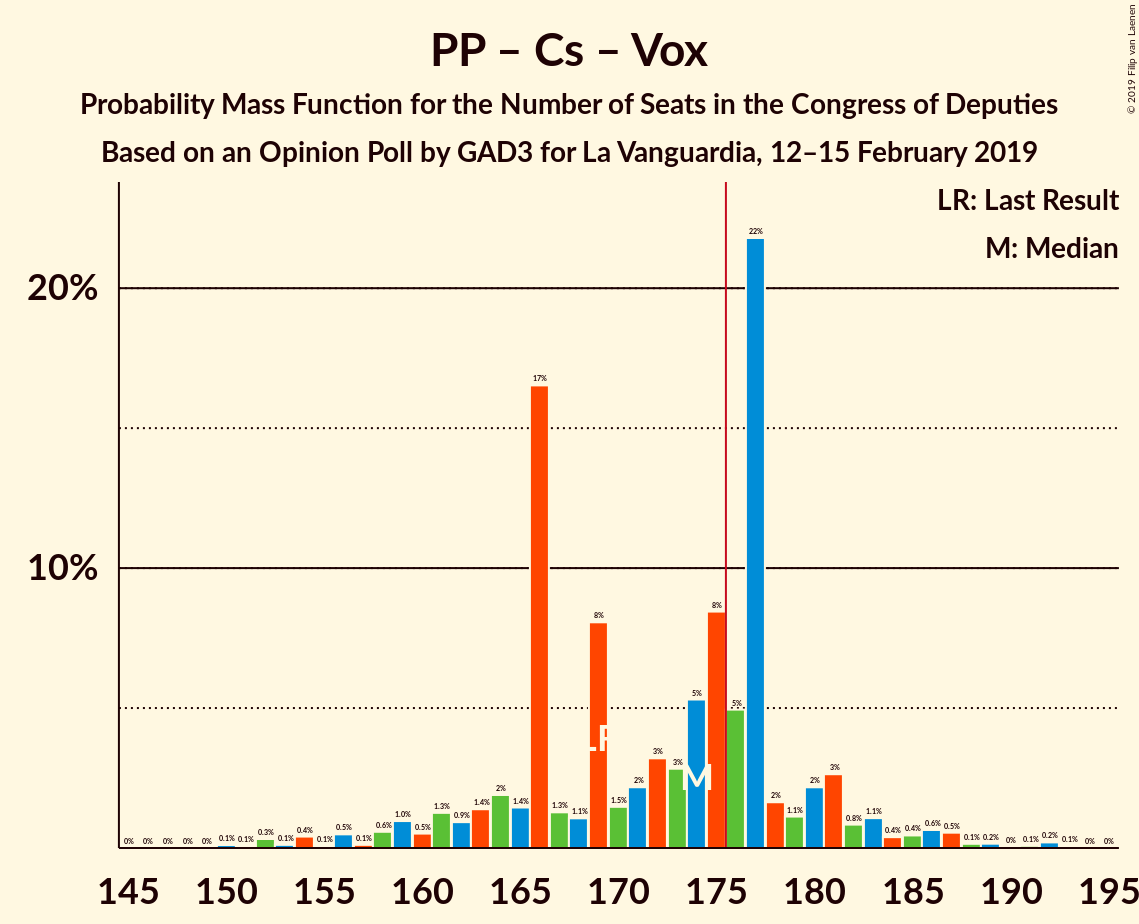 PP – Cs – Vox
Probability Mass Function for the Number of Seats in the Congress of Deputies
Based on an Opinion Poll by GAD3 for La Vanguardia, 12–15 February 2019
© 2019 Filip van Laenen
LR: Last Result
M: Median
20%
10%
0% 0% 0% 0% 0% 0.1% 0.1% 0.3% 0.1% 0.4% 0.1% 0.5% 0.1% 0.6% 1.0% 0.5% 1.3% 0.9% 1.4% 2% 1.4% 17% 1.3% 1.1% 8% 1.5% 2% 3% 3% 5% 8% 5% 22% 2% 1.1% 2% 3% 0.8% 1.1% 0.4% 0.4% 0.6% 0.5% 0.1% 0.2% 0% 0.1% 0.2% 0.1% 0% 0%
LR
M
145 150 155 160 165 170 175 180 185 190 195